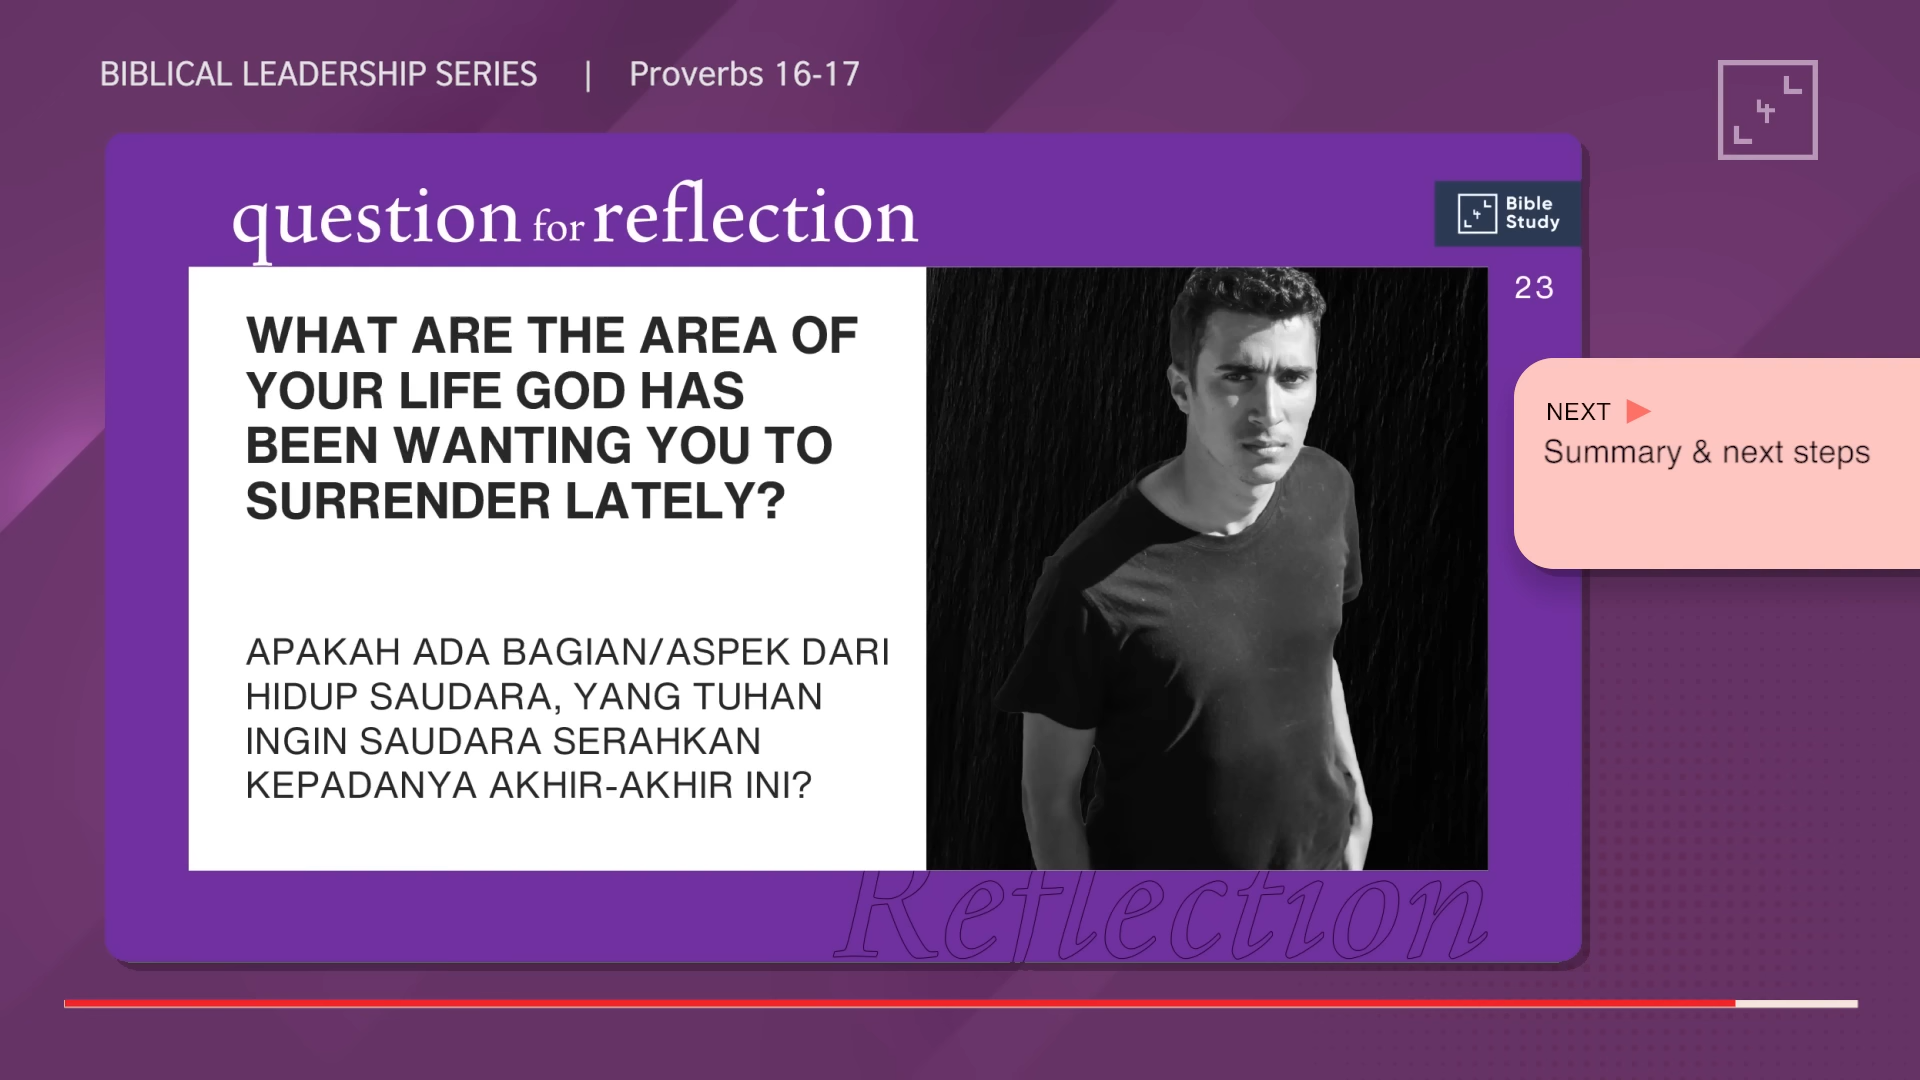 BIBLICAL LEADERSHIP SERIES | Proverbs 16-17
question for reflection
Bible
Study
23
WHAT ARE THE AREA OF
YOUR LIFE GOD HAS
BEEN WANTING YOU TO
SURRENDER LATELY?
NEXT
Summary & next steps
APAKAH ADA BAGIAN/ASPEK DARI
HIDUP SAUDARA, YANG TUHAN
INGIN SAUDARA SERAHKAN
KEPADANYA AKHIR-AKHIR INI?
Reflection